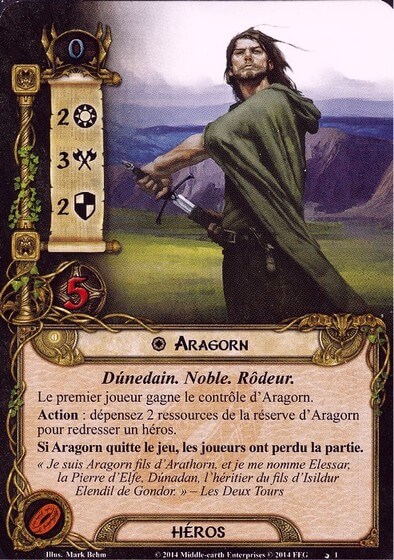 0
2
3
2
5
Aragorn
Dúnedain. Noble. Rôdeur.
Le premier joueur gagne le contrôle d'Aragorn.
Action : dépensez 2 ressources de la réserve d'Aragorn
pour redresser un héros.
Si Aragorn quitte le jeu, les joueurs ont perdu la partie.
« Je suis Aragorn fils d'Arathorn, et je me nomme Elessar,
la Pierre d'Elfe, Dúnadan, l'héritier du fils d'Isildur
Elendil de Gondor. » – Les Deux Tours
HÉROS
Illus. Mark Behm © 2014 Middle-earth Enterprises © 2014 FFG